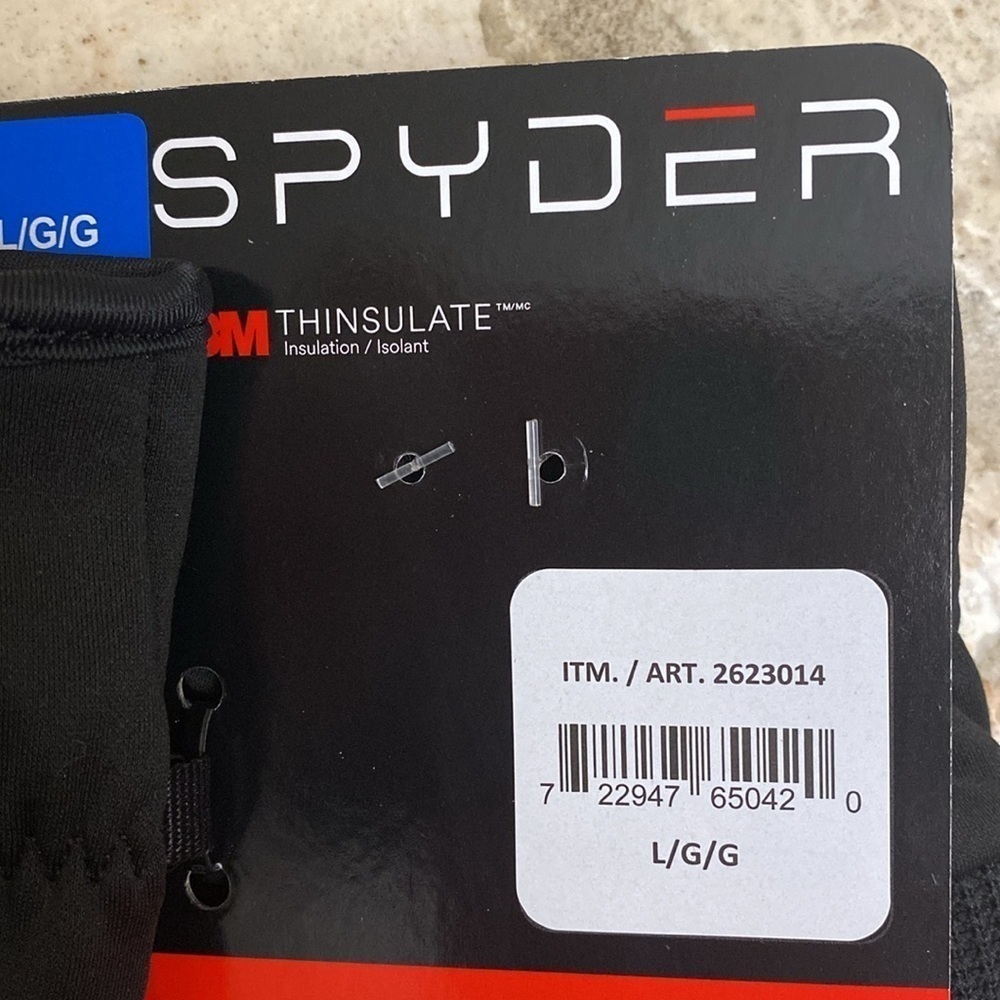 SPYDER
L/G/G
3M THINSULATE™/MC
Insulation / Isolant
ITM. / ART. 2623014
7 22947 65042 0
L/G/G